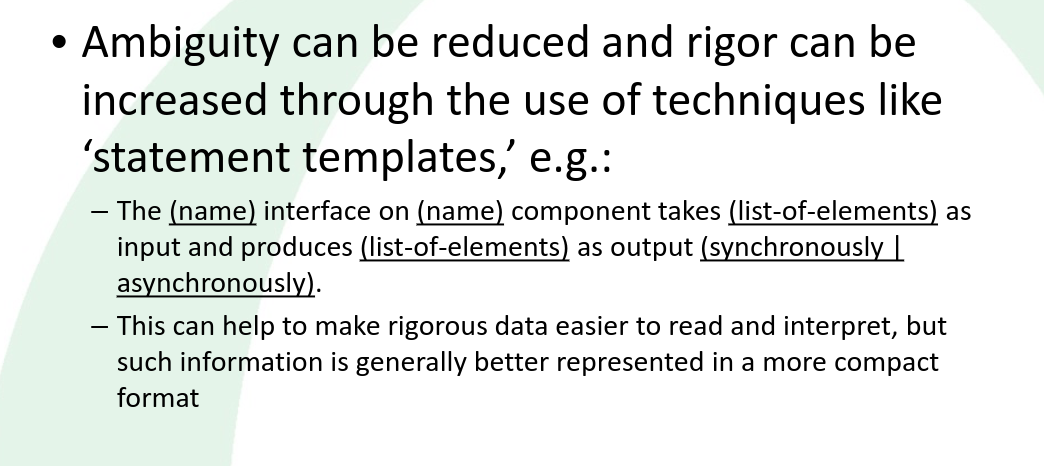 • Ambiguity can be reduced and rigor can be
increased through the use of techniques like
‘statement templates,’ e.g.:
– The (name) interface on (name) component takes (list-of-elements) as
input and produces (list-of-elements) as output (synchronously |
asynchronously).
– This can help to make rigorous data easier to read and interpret, but
such information is generally better represented in a more compact
format